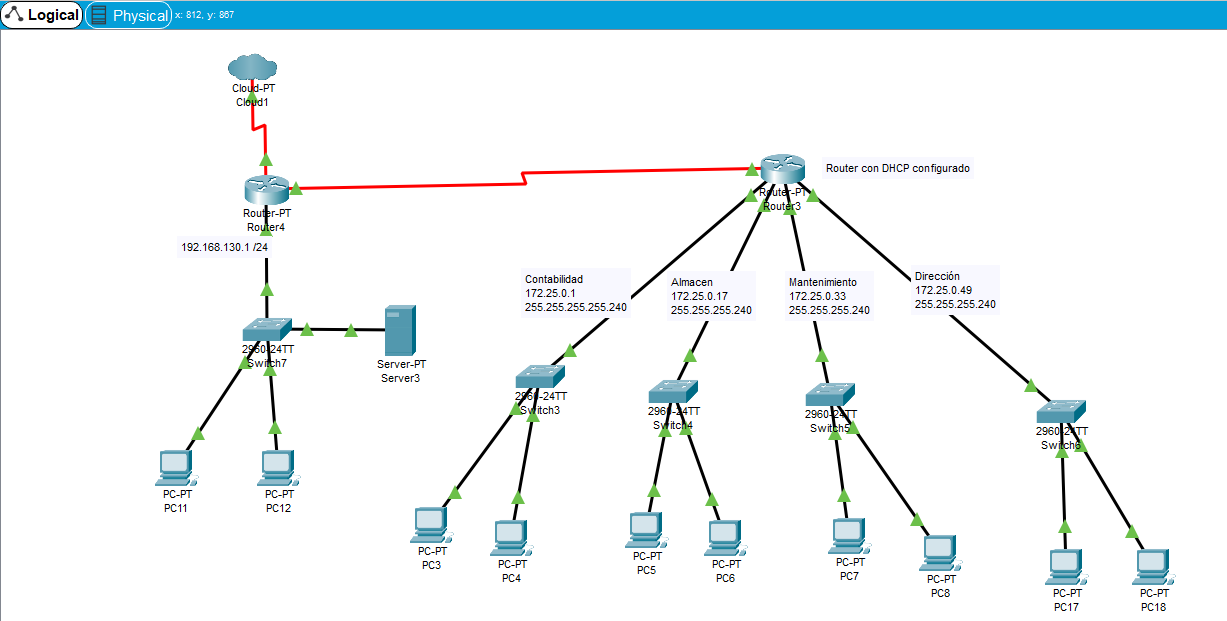 Logical
Physical
x: 812, y: 867
Cloud-PT
Cloud1
Router-PT
Router4
192.168.130.1 /24
Router-PT
Router3
Router con DHCP configurado
Contabilidad
172.25.0.1
255.255.255.255.240
Almacen
172.25.0.17
255.255.255.240
Mantenimiento
172.25.0.33
255.255.255.240
Dirección
172.25.0.49
255.255.255.240
2960-24TT
Switch7
Server-PT
Server3
2960-24TT
Switch3
2960-24TT
Switch4
2960-24TT
Switch5
2960-24TT
Switch6
PC-PT
PC11
PC-PT
PC12
PC-PT
PC3
PC-PT
PC4
PC-PT
PC5
PC-PT
PC6
PC-PT
PC7
PC-PT
PC8
PC-PT
PC17
PC-PT
PC18